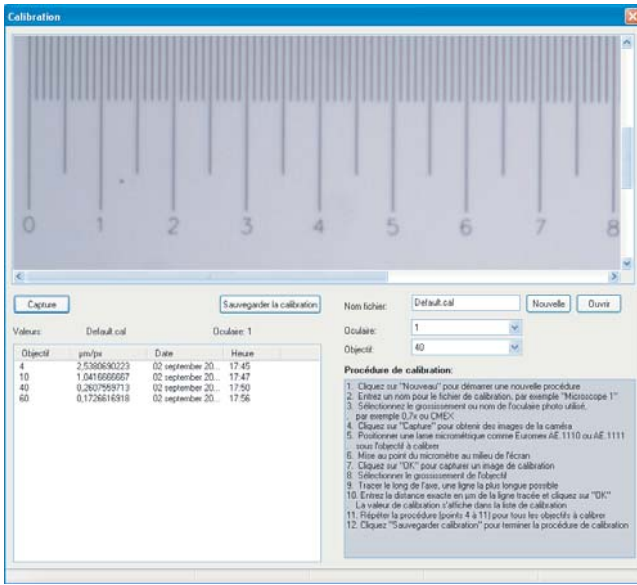 Calibration
0 1 2 3 4 5 6 7 8
Capture
Sauvegarder la calibration
Nom fichier:
Default.cal
Nouvelle
Ouvrir
Valeurs:
Default.cal
Oculaire: 1
Oculaire:
1
Objectif:
40
Objectif µm/px Date Heure
4 2,5380690223 02 september 20... 17:45
10 1,0416666667 02 september 20... 17:47
40 0,2607559713 02 september 20... 17:50
60 0,1726616918 02 september 20... 17:56
Procédure de calibration:
1. Cliquez sur "Nouveau" pour démarrer une nouvelle procédure
2. Entrez un nom pour le fichier de calibration, par exemple "Microscope 1"
3. Sélectionnez le grossissement ou nom de l'oculaire photo utilisé,
par exemple 0,7x ou CMEX
4. Cliquez sur "Capture" pour obtenir des images de la caméra
5. Positionner une lame micrométrique comme Euromex AE.1110 ou AE.1111
sous l'objectif à calibrer
6. Mise au point du micromètre au milieu de l'écran
7. Cliquez sur "OK" pour capturer un image de calibration
8. Sélectionner le grossissement de l'objectif
9. Tracer le long de l'axe, une ligne la plus longue possible
10. Entrez la distance exacte en µm de la ligne tracée et cliquez sur "OK"
La valeur de calibration s'affiche dans la liste de calibration
11. Répéter la procédure (points 4 à 11) pour tous les objectifs à calibrer
12. Cliquez "Sauvegarder calibration" pour terminer la procédure de calibration